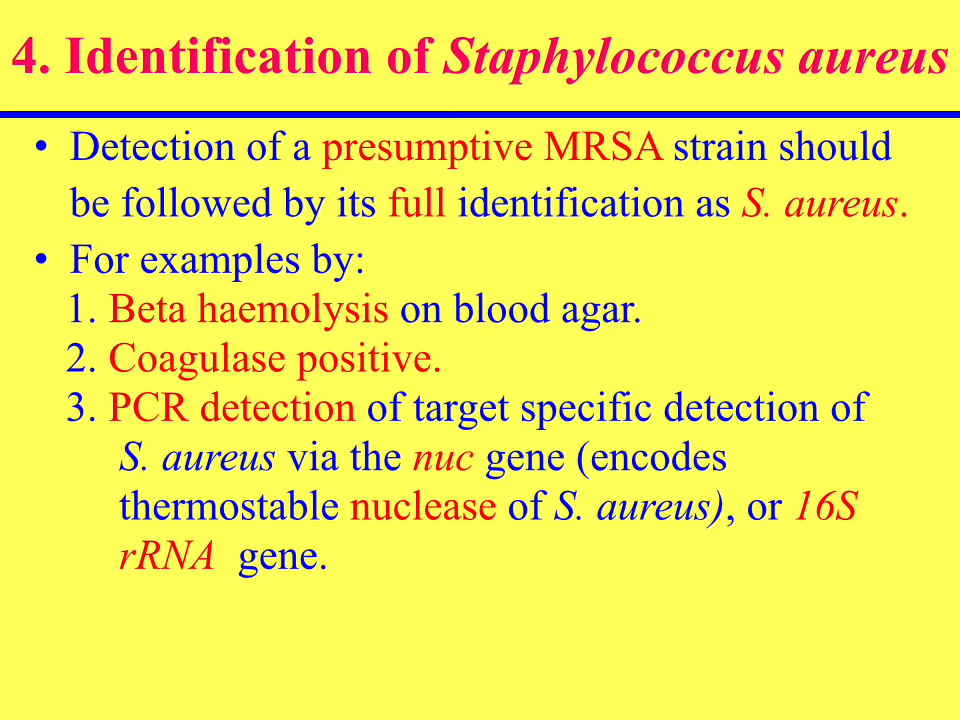 4. Identification of Staphylococcus aureus
• Detection of a presumptive MRSA strain should
be followed by its full identification as S. aureus.
• For examples by:
1. Beta haemolysis on blood agar.
2. Coagulase positive.
3. PCR detection of target specific detection of
S. aureus via the nuc gene (encodes
thermostable nuclease of S. aureus), or 16S
rRNA gene.